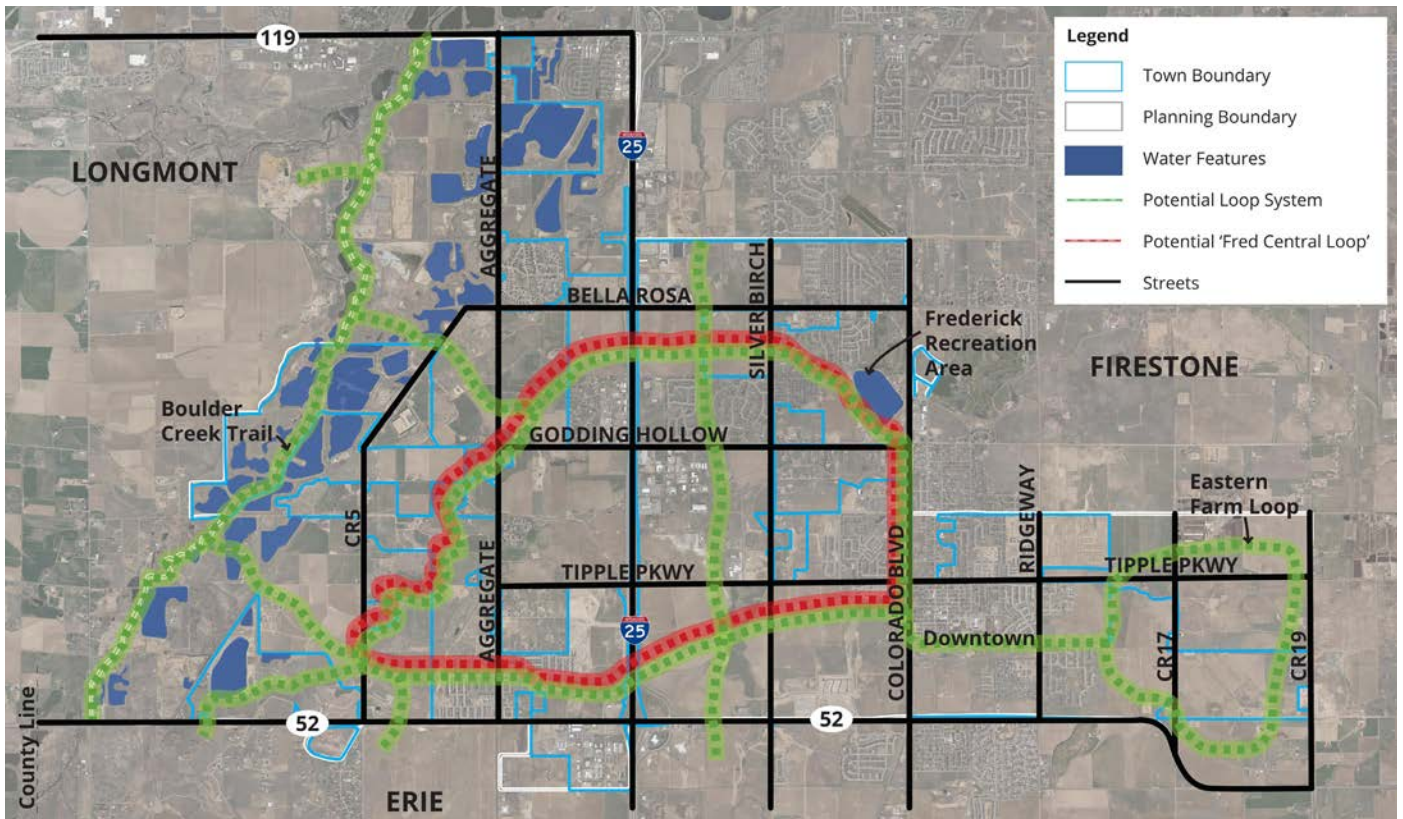 119
Legend
Town Boundary
Planning Boundary
Water Features
Potential Loop System
Potential 'Fred Central Loop'
Streets
INTERSTATE
25
LONGMONT
AGGREGATE
SILVER BIRCH
BELLA ROSA
Frederick
Recreation
Area
FIRESTONE
Boulder
Creek Trail
GODDING HOLLOW
RIDGEWAY
Eastern
Farm Loop
CR5
AGGREGATE
TIPPLE PKWY
COLORADO BLVD
TIPPLE PKWY
INTERSTATE
25
Downtown
CR17
CR19
County Line
52
52
ERIE